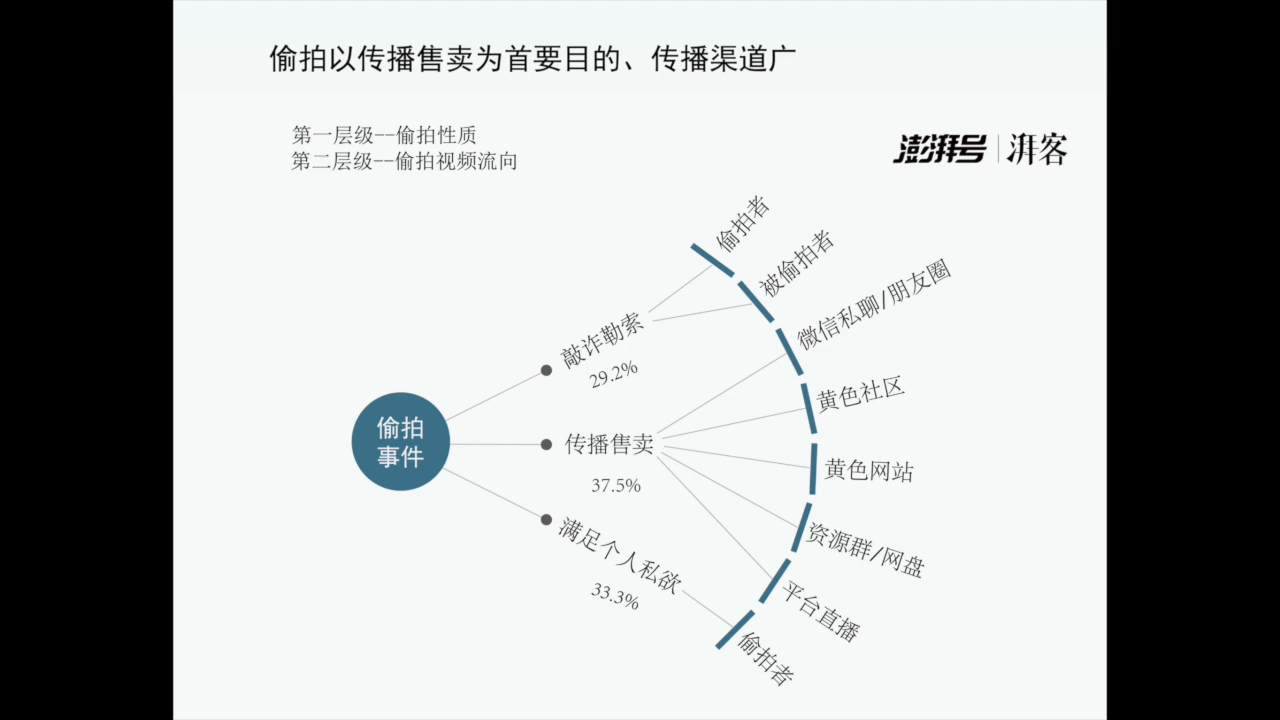 偷拍以传播售卖为首要目的、传播渠道广
第一层级--偷拍性质
第二层级--偷拍视频流向
澎湃号|湃客
偷拍
事件
敲诈勒索
29.2%
传播售卖
37.5%
满足个人私欲
33.3%
偷拍者
被偷拍者
微信私聊/朋友圈
黄色社区
黄色网站
资源群/网盘
平台直播
偷拍者